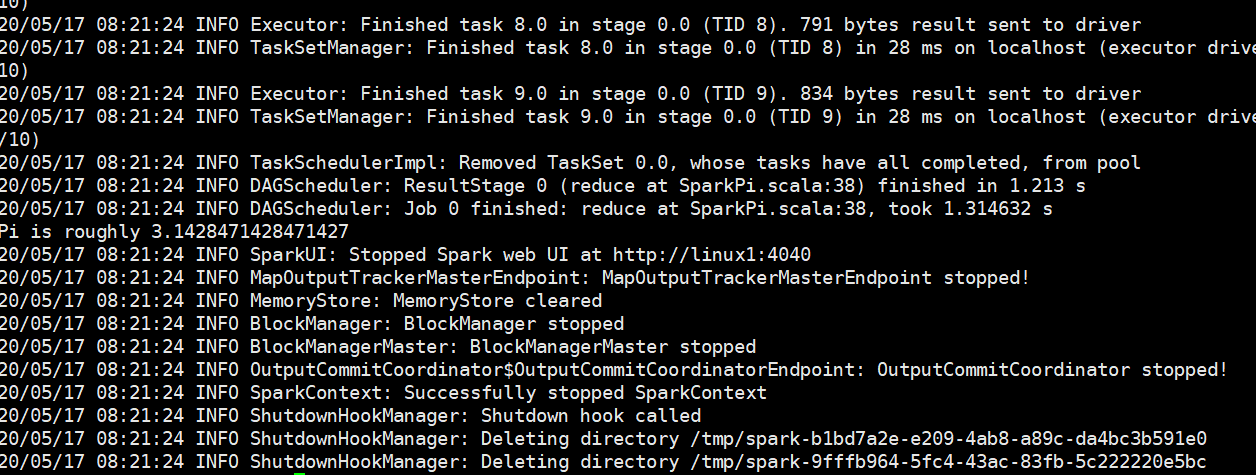 10)
20/05/17 08:21:24 INFO Executor: Finished task 8.0 in stage 0.0 (TID 8). 791 bytes result sent to driver
20/05/17 08:21:24 INFO TaskSetManager: Finished task 8.0 in stage 0.0 (TID 8) in 28 ms on localhost (executor drive
10)
20/05/17 08:21:24 INFO Executor: Finished task 9.0 in stage 0.0 (TID 9). 834 bytes result sent to driver
20/05/17 08:21:24 INFO TaskSetManager: Finished task 9.0 in stage 0.0 (TID 9) in 28 ms on localhost (executor drive
/10)
20/05/17 08:21:24 INFO TaskSchedulerImpl: Removed TaskSet 0.0, whose tasks have all completed, from pool
20/05/17 08:21:24 INFO DAGScheduler: ResultStage 0 (reduce at SparkPi.scala:38) finished in 1.213 s
20/05/17 08:21:24 INFO DAGScheduler: Job 0 finished: reduce at SparkPi.scala:38, took 1.314632 s
Pi is roughly 3.1428471428471427
20/05/17 08:21:24 INFO SparkUI: Stopped Spark web UI at http://linux1:4040
20/05/17 08:21:24 INFO MapOutputTrackerMasterEndpoint: MapOutputTrackerMasterEndpoint stopped!
20/05/17 08:21:24 INFO MemoryStore: MemoryStore cleared
20/05/17 08:21:24 INFO BlockManager: BlockManager stopped
20/05/17 08:21:24 INFO BlockManagerMaster: BlockManagerMaster stopped
20/05/17 08:21:24 INFO OutputCommitCoordinator$OutputCommitCoordinatorEndpoint: OutputCommitCoordinator stopped!
20/05/17 08:21:24 INFO SparkContext: Successfully stopped SparkContext
20/05/17 08:21:24 INFO ShutdownHookManager: Shutdown hook called
20/05/17 08:21:24 INFO ShutdownHookManager: Deleting directory /tmp/spark-b1bd7a2e-e209-4ab8-a89c-da4bc3b591e0
20/05/17 08:21:24 INFO ShutdownHookManager: Deleting directory /tmp/spark-9fffb964-5fc4-43ac-83fb-5c222220e5bc